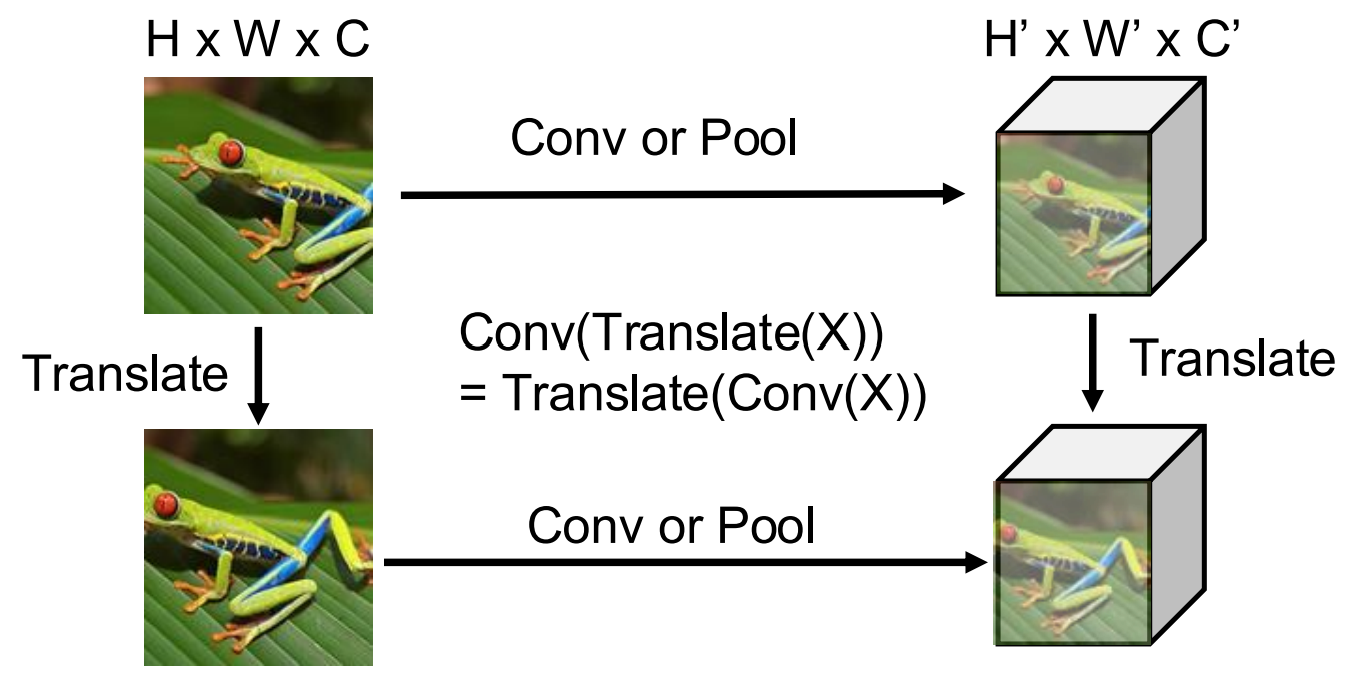 H x W x C
H’ x W’ x C’
Conv or Pool
Conv(Translate(X))
= Translate(Conv(X))
Translate
Translate
Conv or Pool